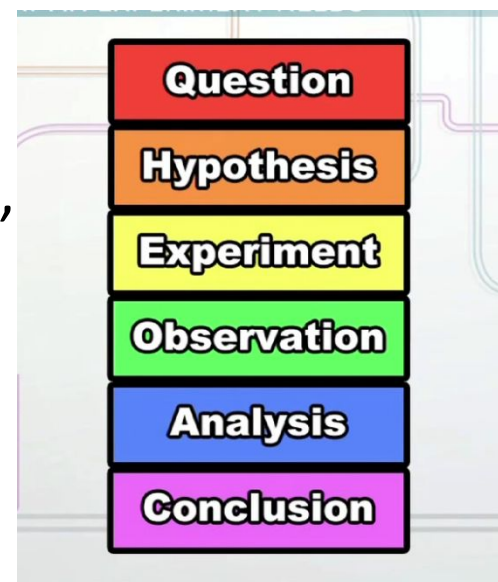 ,
Question
Hypothesis
Experiment
Observation
Analysis
Conclusion